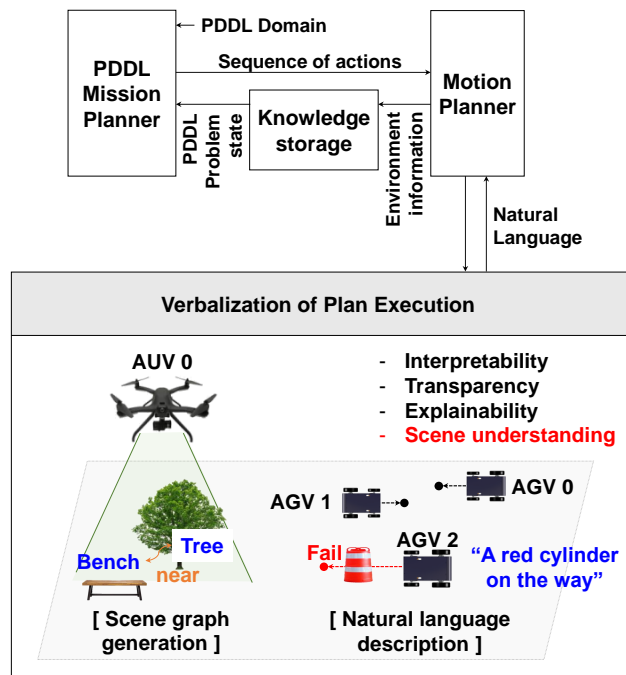 PDDL Domain
PDDL
Mission
Planner
Sequence of actions
Motion
Planner
Knowledge
storage
PDDL
Problem
state
Environment
information
Natural
Language
Verbalization of Plan Execution
AUV 0
- Interpretability
- Transparency
- Explainability
- Scene understanding
AGV 1
AGV 0
AGV 2
Tree
Bench
near
Fail
“A red cylinder
on the way”
[ Scene graph
generation ]
[ Natural language
description ]